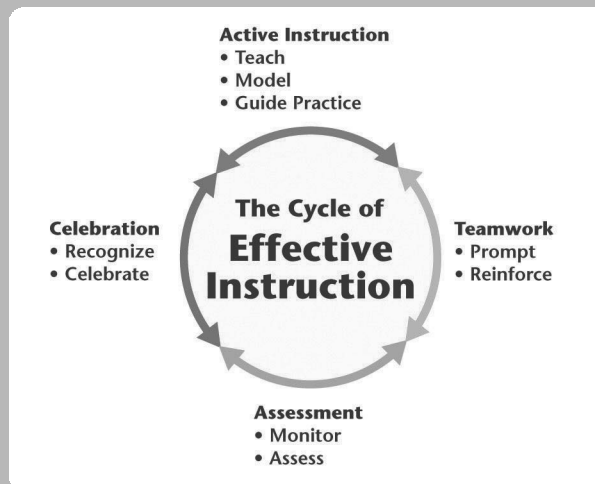 Active Instruction
• Teach
• Model
• Guide Practice
Celebration
• Recognize
• Celebrate
The Cycle of
Effective
Instruction
Teamwork
• Prompt
• Reinforce
Assessment
• Monitor
• Assess